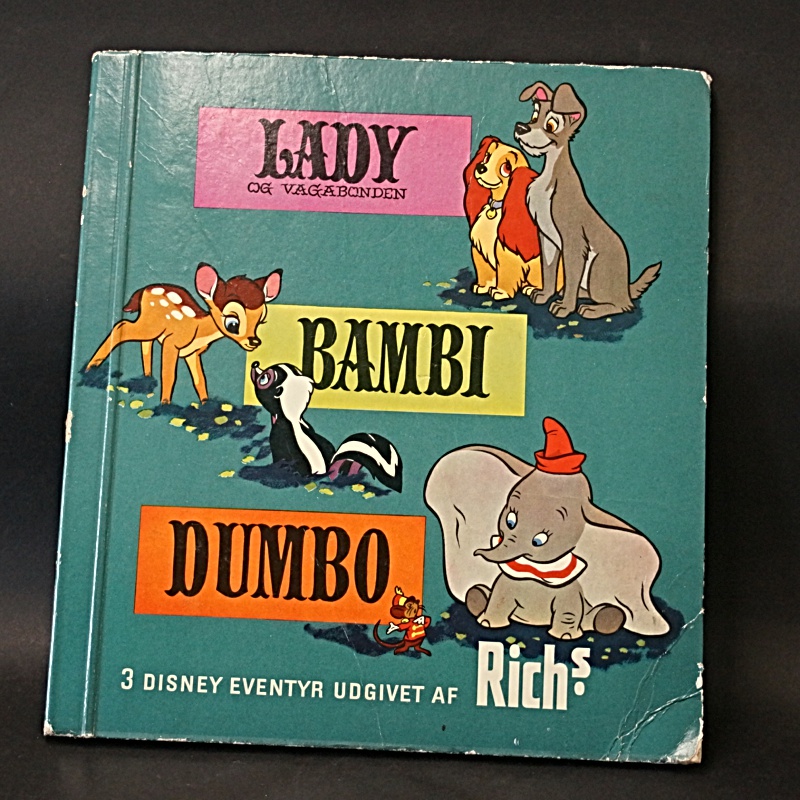 LADY
OG VAGABONDEN
BAMBI
DUMBO
3 DISNEY EVENTYR UDGIVET AF Richs